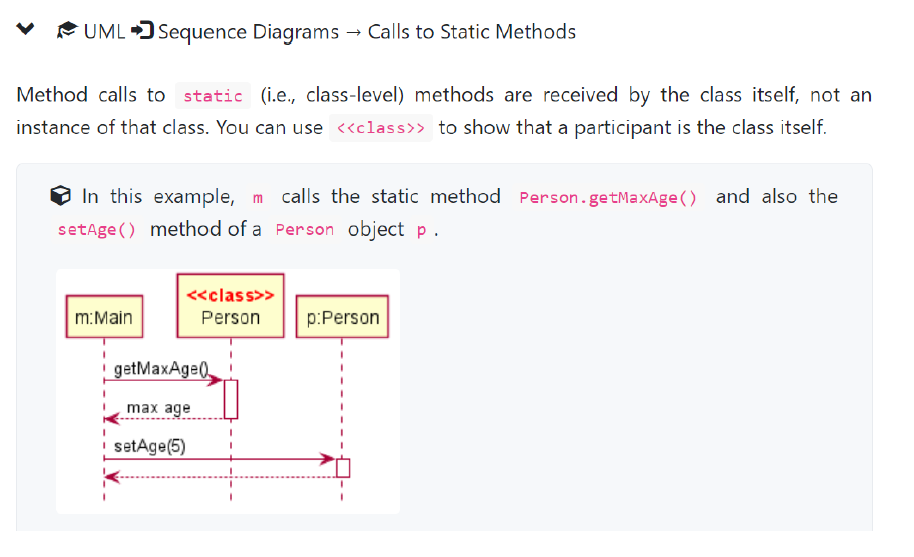 UML Sequence Diagrams → Calls to Static Methods
Method calls to static (i.e., class-level) methods are received by the class itself, not an
instance of that class. You can use <<class>> to show that a participant is the class itself.
In this example, m calls the static method Person.getMaxAge() and also the
setAge() method of a Person object p.
<<class>>
m:Main
Person
p:Person
getMaxAge()
max age
setAge(5)